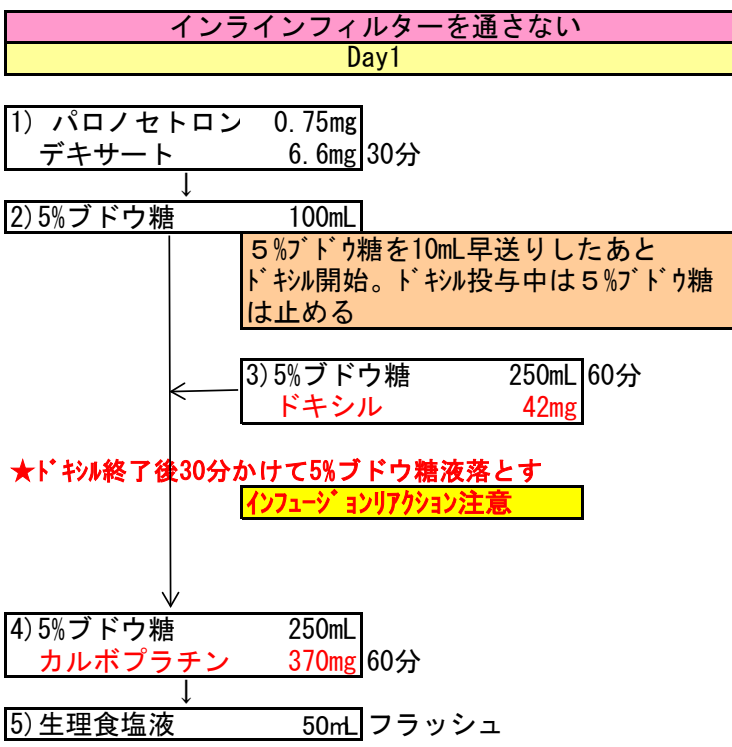 インラインフィルターを通さない
Day1
1) パロノセトロン 0.75mg
デキサート 6.6mg 30分
↓
2)5%ブドウ糖 100mL
５%ﾌﾞﾄﾞｳ糖を10mL早送りしたあと
ﾄﾞｷｼﾙ開始。ﾄﾞｷｼﾙ投与中は５%ﾌﾞﾄﾞｳ糖
は止める
3)5%ブドウ糖 250mL 60分
ドキシル 42mg
★ﾄﾞｷｼﾙ終了後30分かけて5%ブドウ糖液落とす
ｲﾝﾌｭｰｼﾞｮﾝﾘｱｸｼｮﾝ注意
4)5%ブドウ糖 250mL
カルボプラチン 370mg 60分
↓
5)生理食塩液 50mL フラッシュ